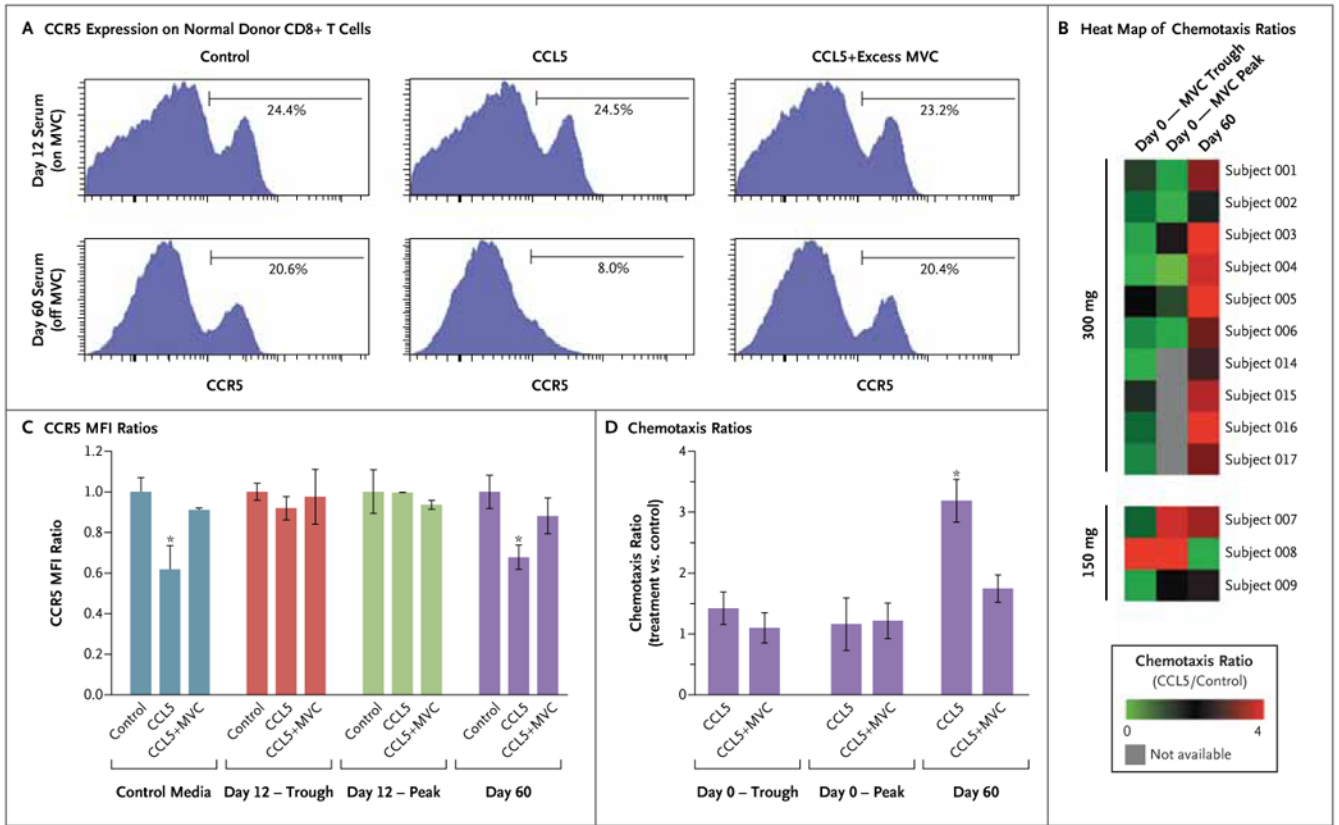 A CCR5 Expression on Normal Donor CD8+ T Cells
Control
CCL5
CCL5+Excess MVC
Day 12 Serum
(on MVC)
24.4%
24.5%
23.2%
Day 60 Serum
(off MVC)
20.6%
8.0%
20.4%
CCR5
CCR5
CCR5
B Heat Map of Chemotaxis Ratios
Day 0 — MVC Trough
Day 0 — MVC Peak
Day 60
300 mg
Subject 001
Subject 002
Subject 003
Subject 004
Subject 005
Subject 006
Subject 014
Subject 015
Subject 016
Subject 017
150 mg
Subject 007
Subject 008
Subject 009
Chemotaxis Ratio
(CCL5/Control)
0 4
Not available
C CCR5 MFI Ratios
CCR5 MFI Ratio
1.2
1.0
0.8
0.6
0.4
0.2
0.0
*
*
Control
CCL5
CCL5+MVC
Control
CCL5
CCL5+MVC
Control
CCL5
CCL5+MVC
Control
CCL5
CCL5+MVC
Control Media
Day 12 – Trough
Day 12 – Peak
Day 60
D Chemotaxis Ratios
Chemotaxis Ratio
(treatment vs. control)
4
3
2
1
0
*
CCL5
CCL5+MVC
CCL5
CCL5+MVC
CCL5
CCL5+MVC
Day 0 – Trough
Day 0 – Peak
Day 60